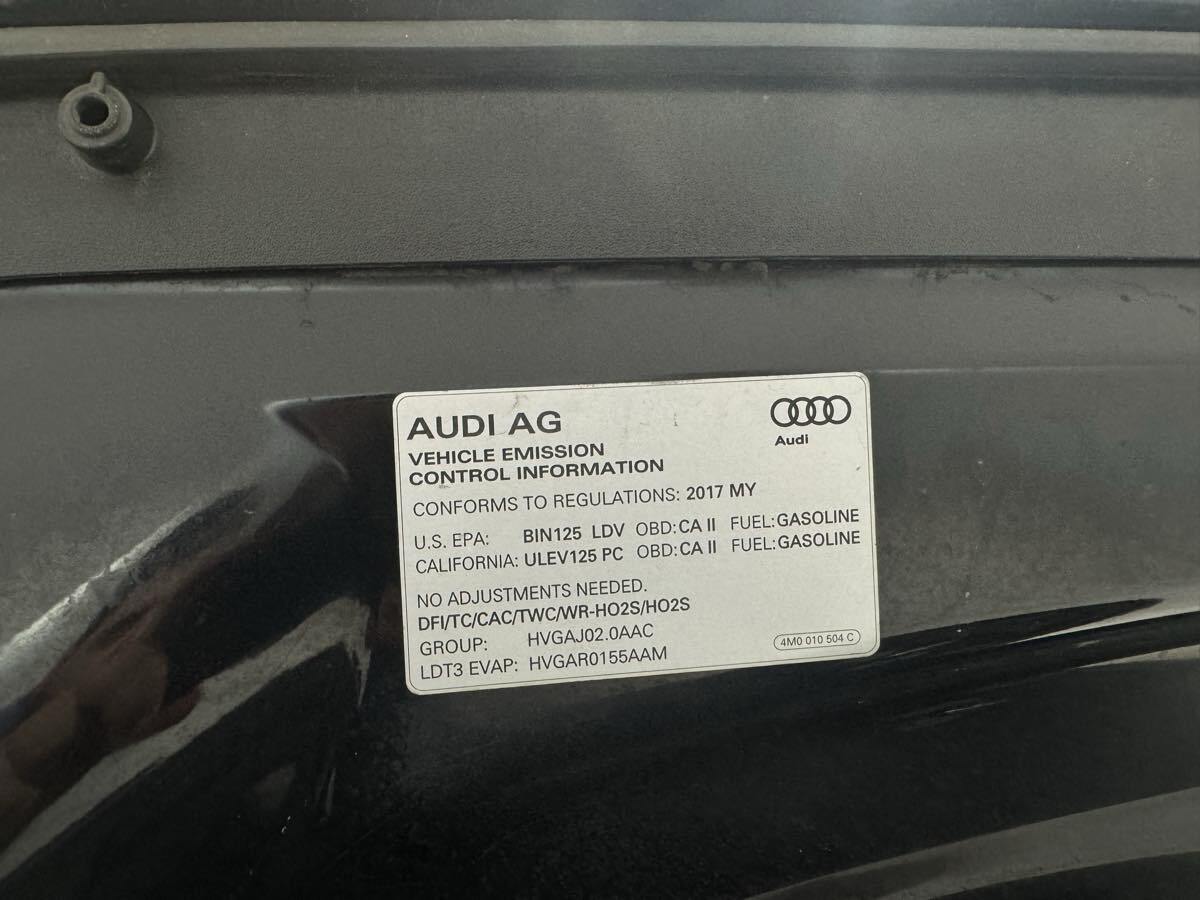 AUDI AG
Audi
VEHICLE EMISSION
CONTROL INFORMATION
CONFORMS TO REGULATIONS: 2017 MY
U.S. EPA: BIN125 LDV OBD:CA II FUEL:GASOLINE
CALIFORNIA: ULEV125 PC OBD:CA II FUEL:GASOLINE
NO ADJUSTMENTS NEEDED.
DFI/TC/CAC/TWC/WR-HO2S/HO2S
GROUP: HVGAJ02.0AAC
LDT3 EVAP: HVGAR0155AAM
4M0 010 504 C